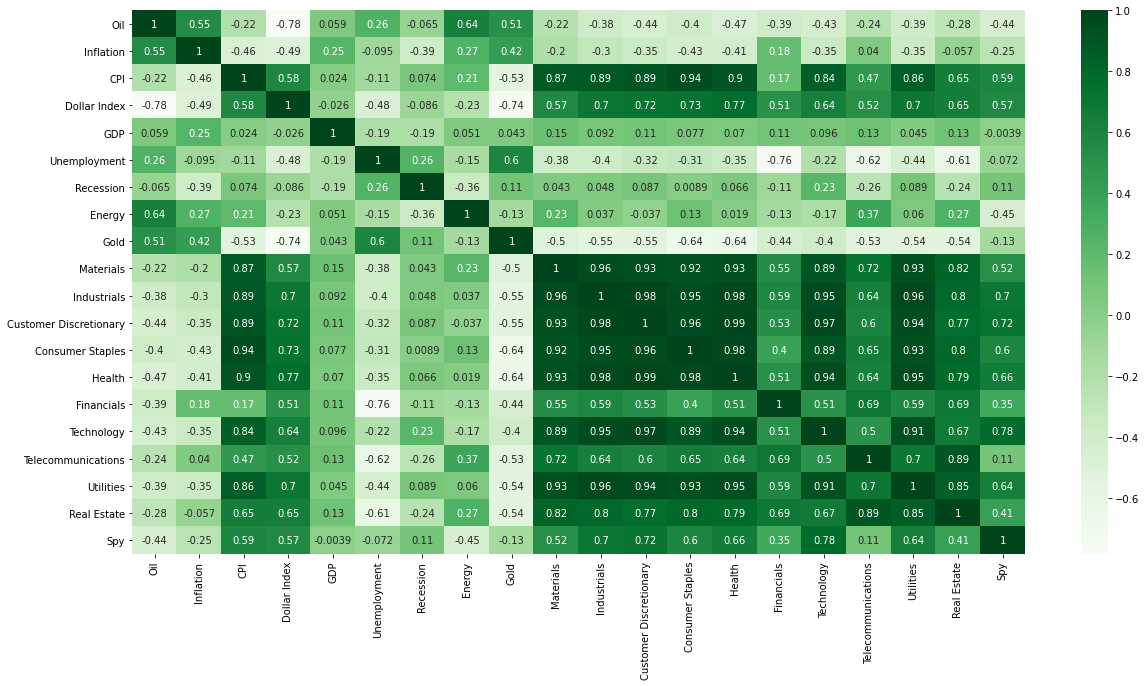 Oil 1 0.55 -0.22 -0.78 0.059 0.26 -0.065 0.64 0.51 -0.22 -0.38 -0.44 -0.4 -0.47 -0.39 -0.43 -0.24 -0.39 -0.28 -0.44
Inflation 0.55 1 -0.46 -0.49 0.25 -0.095 -0.39 0.27 0.42 -0.2 -0.3 -0.35 -0.43 -0.41 0.18 -0.35 0.04 -0.35 -0.057 -0.25
CPI -0.22 -0.46 1 0.58 0.024 -0.11 0.074 0.21 -0.53 0.87 0.89 0.89 0.94 0.9 0.17 0.84 0.47 0.86 0.65 0.59
Dollar Index -0.78 -0.49 0.58 1 -0.026 -0.48 -0.086 -0.23 -0.74 0.57 0.7 0.72 0.73 0.77 0.51 0.64 0.52 0.7 0.65 0.57
GDP 0.059 0.25 0.024 -0.026 1 -0.19 -0.19 0.051 0.043 0.15 0.092 0.11 0.077 0.07 0.11 0.096 0.13 0.045 0.13 -0.0039
Unemployment 0.26 -0.095 -0.11 -0.48 -0.19 1 0.26 -0.15 0.6 -0.38 -0.4 -0.32 -0.31 -0.35 -0.76 -0.22 -0.62 -0.44 -0.61 -0.072
Recession -0.065 -0.39 0.074 -0.086 -0.19 0.26 1 -0.36 0.11 0.043 0.048 0.087 0.0089 0.066 -0.11 0.23 -0.26 0.089 -0.24 0.11
Energy 0.64 0.27 0.21 -0.23 0.051 -0.15 -0.36 1 -0.13 0.23 0.037 -0.037 0.13 0.019 -0.13 -0.17 0.37 0.06 0.27 -0.45
Gold 0.51 0.42 -0.53 -0.74 0.043 0.6 0.11 -0.13 1 -0.5 -0.55 -0.55 -0.64 -0.64 -0.44 -0.4 -0.53 -0.54 -0.54 -0.13
Materials -0.22 -0.2 0.87 0.57 0.15 -0.38 0.043 0.23 -0.5 1 0.96 0.93 0.92 0.93 0.55 0.89 0.72 0.93 0.82 0.52
Industrials -0.38 -0.3 0.89 0.7 0.092 -0.4 0.048 0.037 -0.55 0.96 1 0.98 0.95 0.98 0.59 0.95 0.64 0.96 0.8 0.7
Customer Discretionary -0.44 -0.35 0.89 0.72 0.11 -0.32 0.087 -0.037 -0.55 0.93 0.98 1 0.96 0.99 0.53 0.97 0.6 0.94 0.77 0.72
Consumer Staples -0.4 -0.43 0.94 0.73 0.077 -0.31 0.0089 0.13 -0.64 0.92 0.95 0.96 1 0.98 0.4 0.89 0.65 0.93 0.8 0.6
Health -0.47 -0.41 0.9 0.77 0.07 -0.35 0.066 0.019 -0.64 0.93 0.98 0.99 0.98 1 0.51 0.94 0.64 0.95 0.79 0.66
Financials -0.39 0.18 0.17 0.51 0.11 -0.76 -0.11 -0.13 -0.44 0.55 0.59 0.53 0.4 0.51 1 0.51 0.69 0.59 0.69 0.35
Technology -0.43 -0.35 0.84 0.64 0.096 -0.22 0.23 -0.17 -0.4 0.89 0.95 0.97 0.89 0.94 0.51 1 0.5 0.91 0.67 0.78
Telecommunications -0.24 0.04 0.47 0.52 0.13 -0.62 -0.26 0.37 -0.53 0.72 0.64 0.6 0.65 0.64 0.69 0.5 1 0.7 0.89 0.11
Utilities -0.39 -0.35 0.86 0.7 0.045 -0.44 0.089 0.06 -0.54 0.93 0.96 0.94 0.93 0.95 0.59 0.91 0.7 1 0.85 0.64
Real Estate -0.28 -0.057 0.65 0.65 0.13 -0.61 -0.24 0.27 -0.54 0.82 0.8 0.77 0.8 0.79 0.69 0.67 0.89 0.85 1 0.41
Spy -0.44 -0.25 0.59 0.57 -0.0039 -0.072 0.11 -0.45 -0.13 0.52 0.7 0.72 0.6 0.66 0.35 0.78 0.11 0.64 0.41 1
Oil
Inflation
CPI
Dollar Index
GDP
Unemployment
Recession
Energy
Gold
Materials
Industrials
Customer Discretionary
Consumer Staples
Health
Financials
Technology
Telecommunications
Utilities
Real Estate
Spy
1.0
0.8
0.6
0.4
0.2
0.0
−0.2
−0.4
−0.6